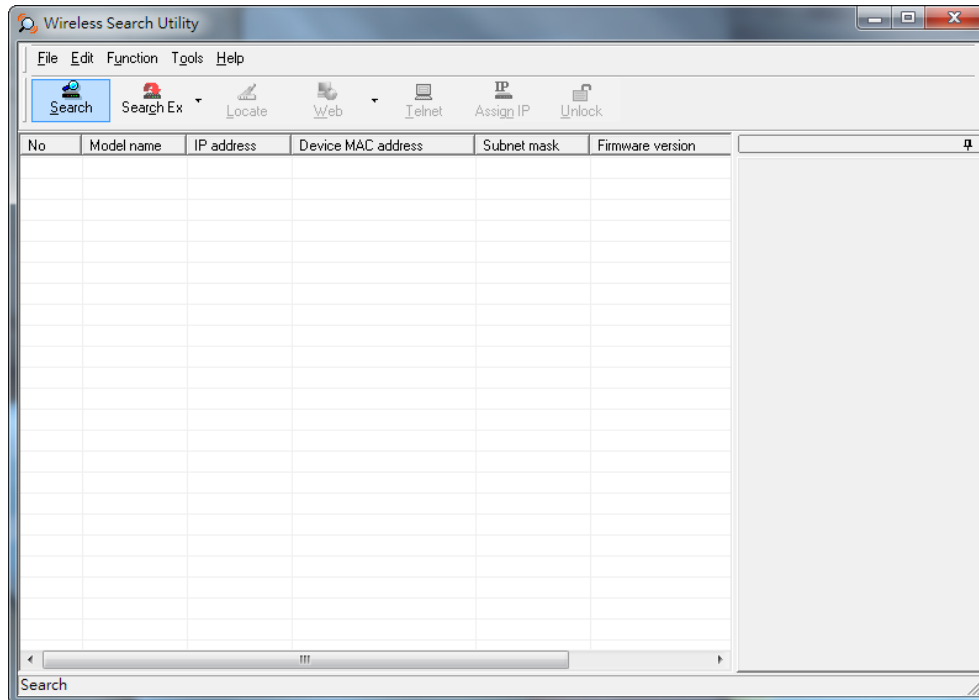 Wireless Search Utility
File Edit Function Tools Help
Search Search Ex Locate Web Telnet Assign IP Unlock
No Model name IP address Device MAC address Subnet mask Firmware version
Search